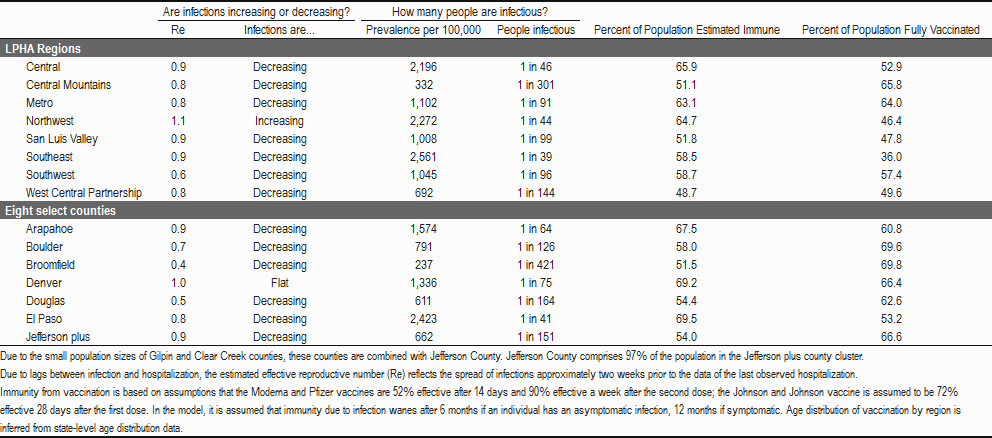 Are infections increasing or decreasing? How many people are infectious?
Re Infections are... Prevalence per 100,000 People infectious Percent of Population Estimated Immune Percent of Population Fully Vaccinated
LPHA Regions
Central 0.9 Decreasing 2,196 1 in 46 65.9 52.9
Central Mountains 0.8 Decreasing 332 1 in 301 51.1 65.8
Metro 0.8 Decreasing 1,102 1 in 91 63.1 64.0
Northwest 1.1 Increasing 2,272 1 in 44 64.7 46.4
San Luis Valley 0.9 Decreasing 1,008 1 in 99 51.8 47.8
Southeast 0.9 Decreasing 2,561 1 in 39 58.5 36.0
Southwest 0.6 Decreasing 1,045 1 in 96 58.7 57.4
West Central Partnership 0.8 Decreasing 692 1 in 144 48.7 49.6
Eight select counties
Arapahoe 0.9 Decreasing 1,574 1 in 64 67.5 60.8
Boulder 0.7 Decreasing 791 1 in 126 58.0 69.6
Broomfield 0.4 Decreasing 237 1 in 421 51.5 69.8
Denver 1.0 Flat 1,336 1 in 75 69.2 66.4
Douglas 0.5 Decreasing 611 1 in 164 54.4 62.6
El Paso 0.8 Decreasing 2,423 1 in 41 69.5 53.2
Jefferson plus 0.9 Decreasing 662 1 in 151 54.0 66.6
Due to the small population sizes of Gilpin and Clear Creek counties, these counties are combined with Jefferson County. Jefferson County comprises 97% of the population in the Jefferson plus county cluster.
Due to lags between infection and hospitalization, the estimated effective reproductive number (Re) reflects the spread of infections approximately two weeks prior to the data of the last observed hospitalization.
Immunity from vaccination is based on assumptions that the Moderna and Pfizer vaccines are 52% effective after 14 days and 90% effective a week after the second dose; the Johnson and Johnson vaccine is assumed to be 72%
effective 28 days after the first dose. In the model, it is assumed that immunity due to infection wanes after 6 months if an individual has an asymptomatic infection, 12 months if symptomatic. Age distribution of vaccination by region is
inferred from state-level age distribution data.